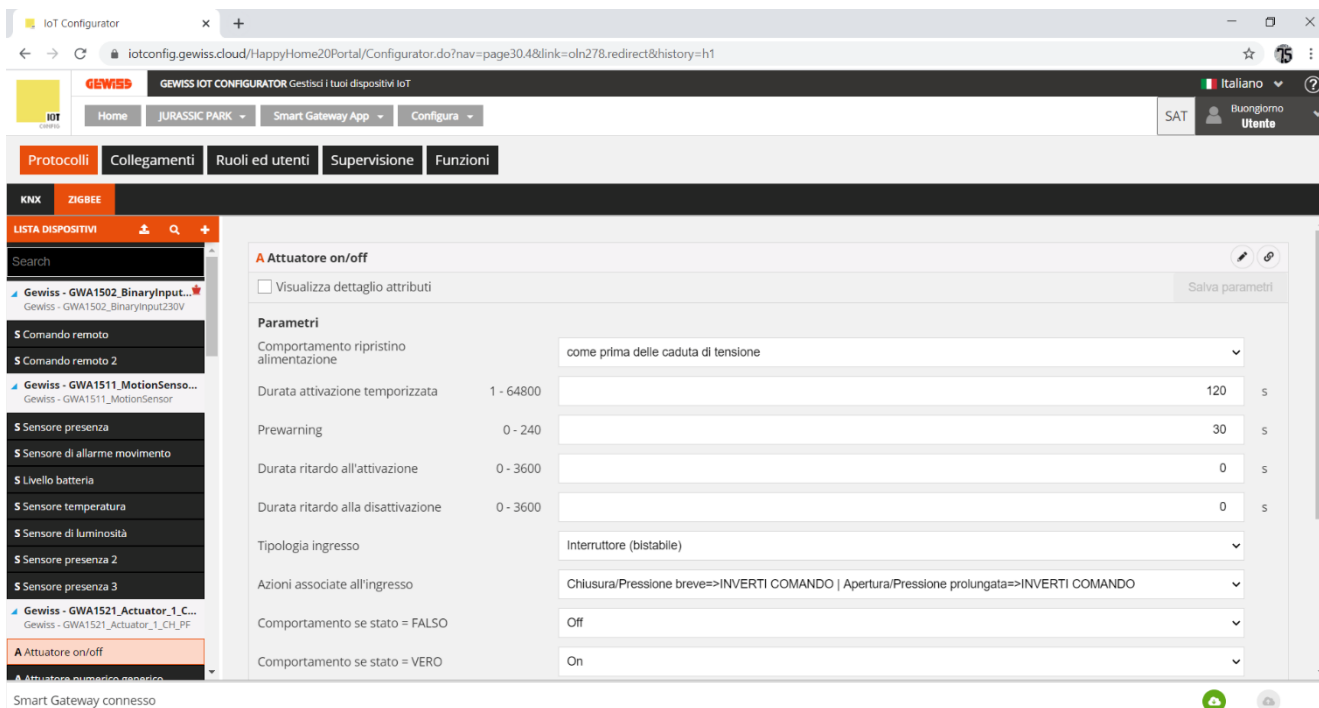 IoT Configurator
iotconfig.gewiss.cloud/HappyHome20Portal/Configurator.do?nav=page30.4&link=oln278.redirect&history=h1
IOT
CONFIG
GEWISS
GEWISS IOT CONFIGURATOR Gestisci i tuoi dispositivi IoT
Italiano
Home
JURASSIC PARK
Smart Gateway App
Configura
SAT
Buongiorno
Utente
Protocolli
Collegamenti
Ruoli ed utenti
Supervisione
Funzioni
KNX
ZIGBEE
LISTA DISPOSITIVI
Search
Gewiss - GWA1502_BinaryInput...
Gewiss - GWA1502_BinaryInput230V
S Comando remoto
S Comando remoto 2
Gewiss - GWA1511_MotionSenso...
Gewiss - GWA1511_MotionSensor
S Sensore presenza
S Sensore di allarme movimento
S Livello batteria
S Sensore temperatura
S Sensore di luminosità
S Sensore presenza 2
S Sensore presenza 3
Gewiss - GWA1521_Actuator_1_C...
Gewiss - GWA1521_Actuator_1_CH_PF
A Attuatore on/off
A Attuatore numerico generico
A Attuatore on/off
Visualizza dettaglio attributi
Salva parametri
Parametri
Comportamento ripristino
alimentazione
come prima delle caduta di tensione
Durata attivazione temporizzata 1 - 64800 120 s
Prewarning 0 - 240 30 s
Durata ritardo all'attivazione 0 - 3600 0 s
Durata ritardo alla disattivazione 0 - 3600 0 s
Tipologia ingresso Interruttore (bistabile)
Azioni associate all'ingresso Chiusura/Pressione breve=>INVERTI COMANDO | Apertura/Pressione prolungata=>INVERTI COMANDO
Comportamento se stato = FALSO Off
Comportamento se stato = VERO On
Smart Gateway connesso